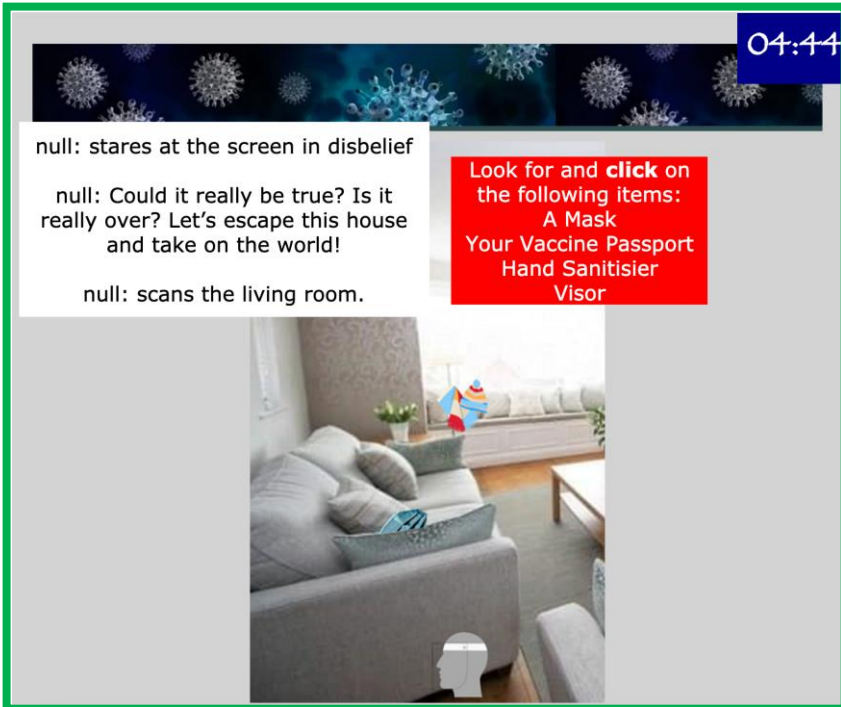 04:44
null: stares at the screen in disbelief
null: Could it really be true? Is it
really over? Let's escape this house
and take on the world!
null: scans the living room.
Look for and click on
the following items:
A Mask
Your Vaccine Passport
Hand Sanitisier
Visor